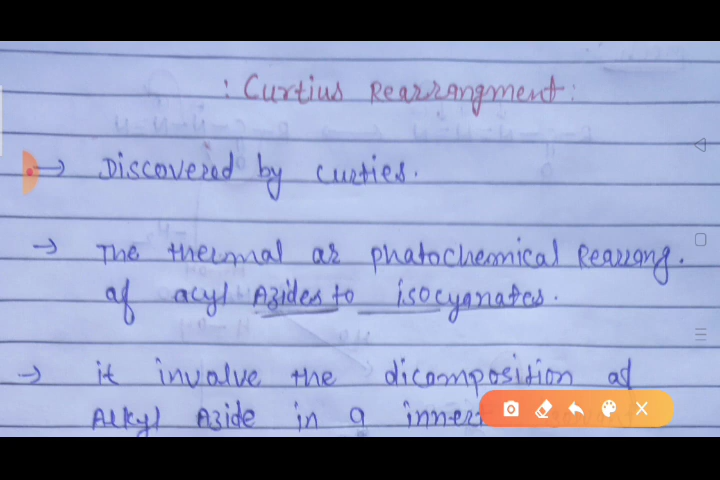 : Curtius Rearrangment :
→ Discovered by Curties.
→ The thermal or photochemical Rearrang.
of acyl Azides to isocyanates.
→ it involve the dicomposition of
Alkyl Azide in a